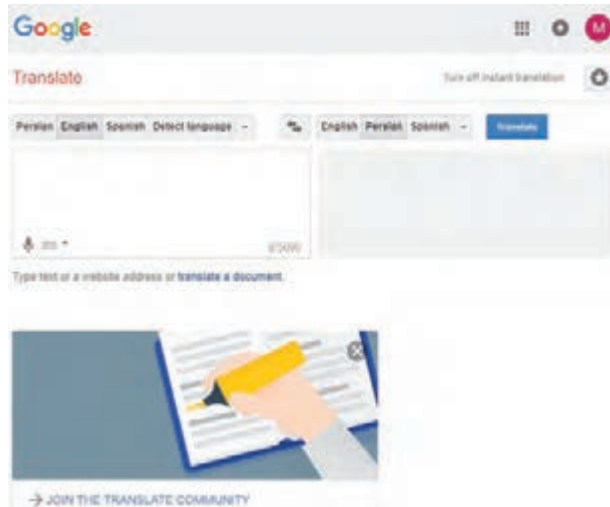 Google
M
Translate
Turn off instant translation
Persian English Spanish Detect language
English Persian Spanish
Translate
0/5000
Type text or a website address or translate a document.
→ JOIN THE TRANSLATE COMMUNITY